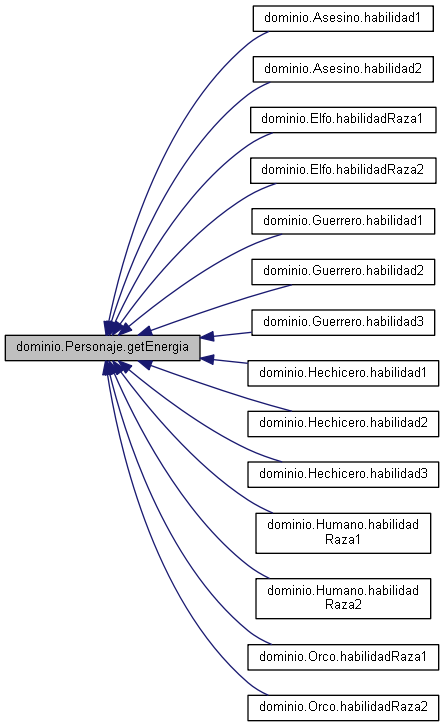 dominio.Asesino.habilidad1
dominio.Asesino.habilidad2
dominio.Elfo.habilidadRaza1
dominio.Elfo.habilidadRaza2
dominio.Guerrero.habilidad1
dominio.Guerrero.habilidad2
dominio.Guerrero.habilidad3
dominio.Personaje.getEnergia
dominio.Hechicero.habilidad1
dominio.Hechicero.habilidad2
dominio.Hechicero.habilidad3
dominio.Humano.habilidad
Raza1
dominio.Humano.habilidad
Raza2
dominio.Orco.habilidadRaza1
dominio.Orco.habilidadRaza2